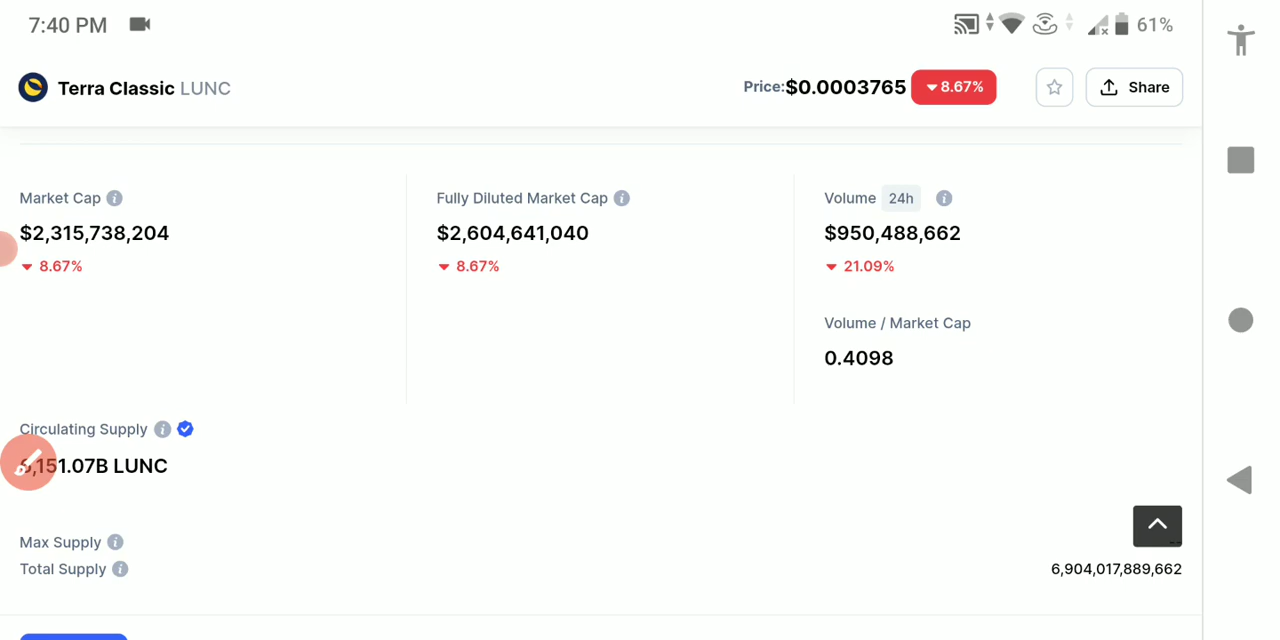 7:40 PM
61%
Terra Classic LUNC
Price:$0.0003765
8.67%
Share
Market Cap
Fully Diluted Market Cap
Volume 24h
$2,315,738,204
$2,604,641,040
$950,488,662
8.67%
8.67%
21.09%
Volume / Market Cap
0.4098
Circulating Supply
6,151.07B LUNC
Max Supply
--
Total Supply
6,904,017,889,662